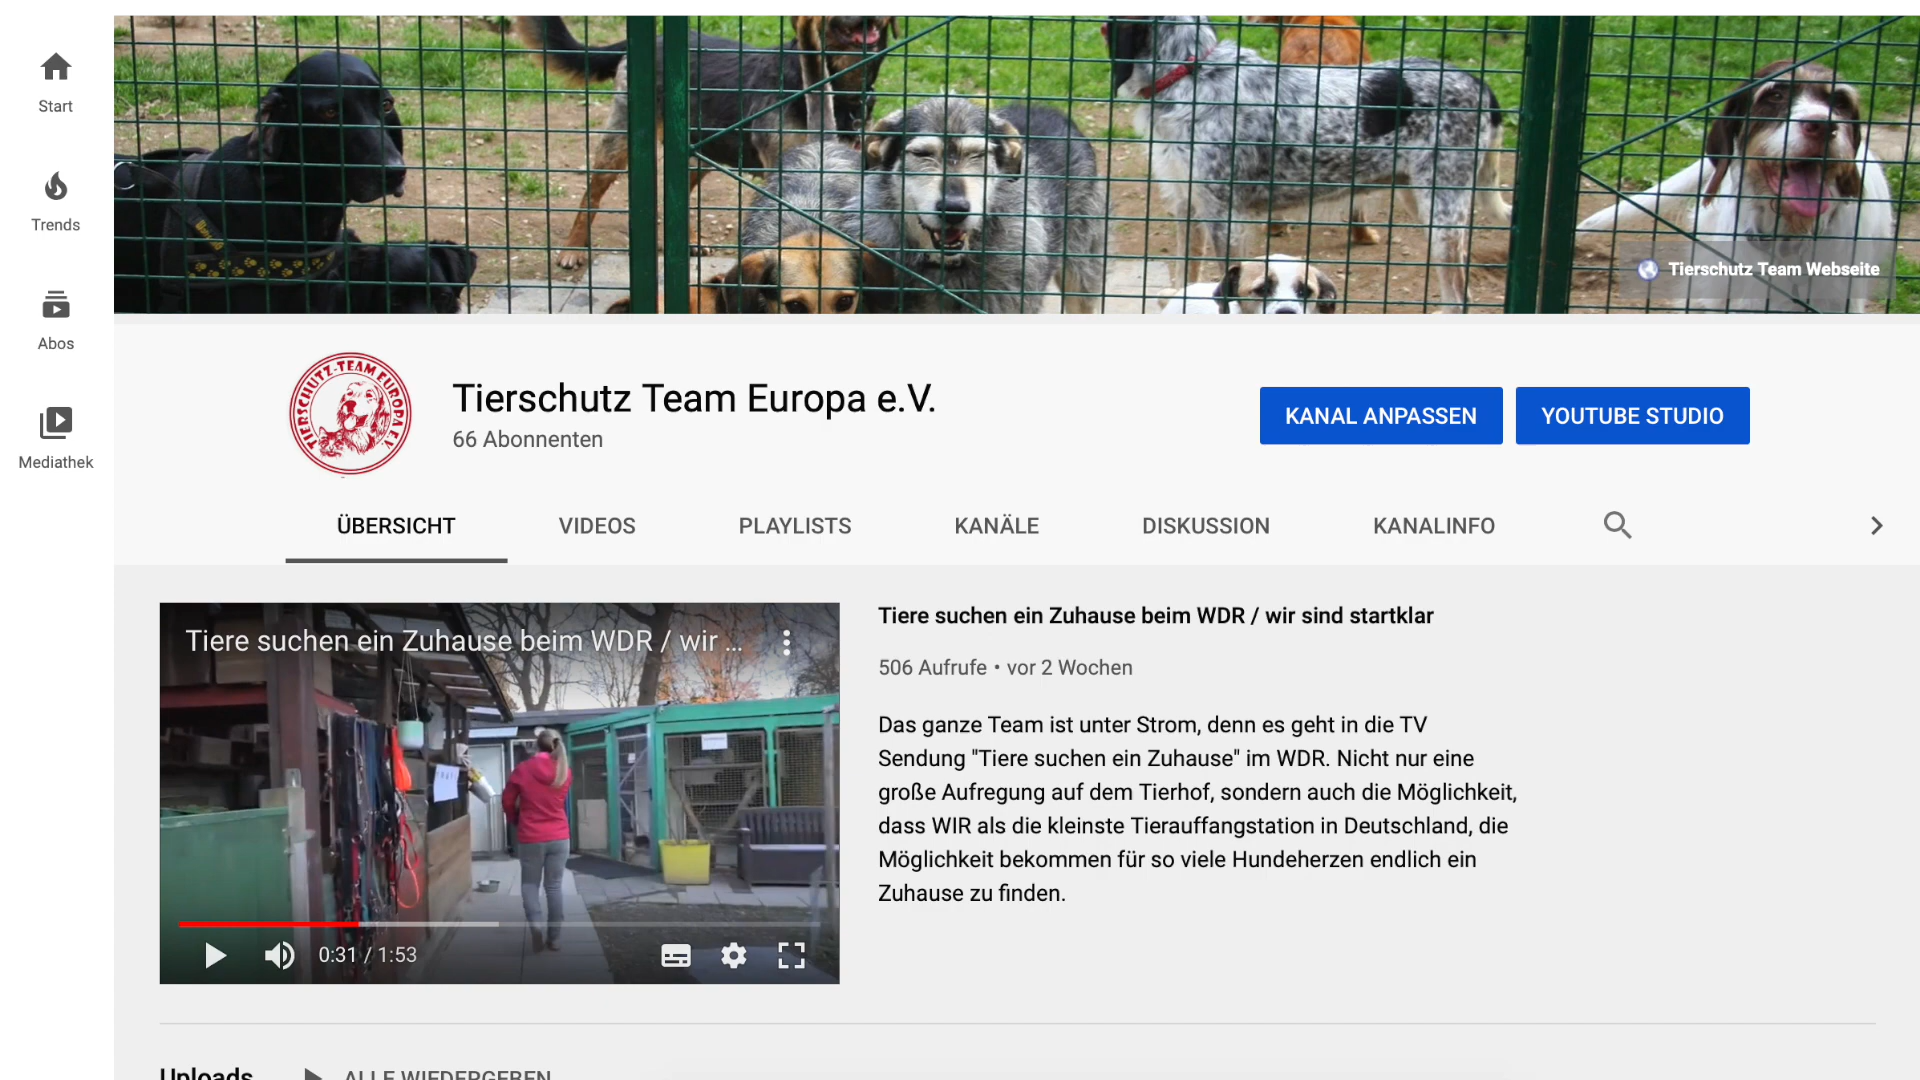 Start
Trends
Abos
Mediathek
Tierschutz Team Webseite
TIERSCHUTZ-TEAM EUROPA E.V.
Tierschutz Team Europa e.V.
66 Abonnenten
KANAL ANPASSEN
YOUTUBE STUDIO
ÜBERSICHT
VIDEOS
PLAYLISTS
KANÄLE
DISKUSSION
KANALINFO
Tiere suchen ein Zuhause beim WDR / wir ...
0:31 / 1:53
Tiere suchen ein Zuhause beim WDR / wir sind startklar
506 Aufrufe • vor 2 Wochen
Das ganze Team ist unter Strom, denn es geht in die TV
Sendung "Tiere suchen ein Zuhause" im WDR. Nicht nur eine
große Aufregung auf dem Tierhof, sondern auch die Möglichkeit,
dass WIR als die kleinste Tierauffangstation in Deutschland, die
Möglichkeit bekommen für so viele Hundeherzen endlich ein
Zuhause zu finden.
Uploads
ALLE WIEDERGEBEN